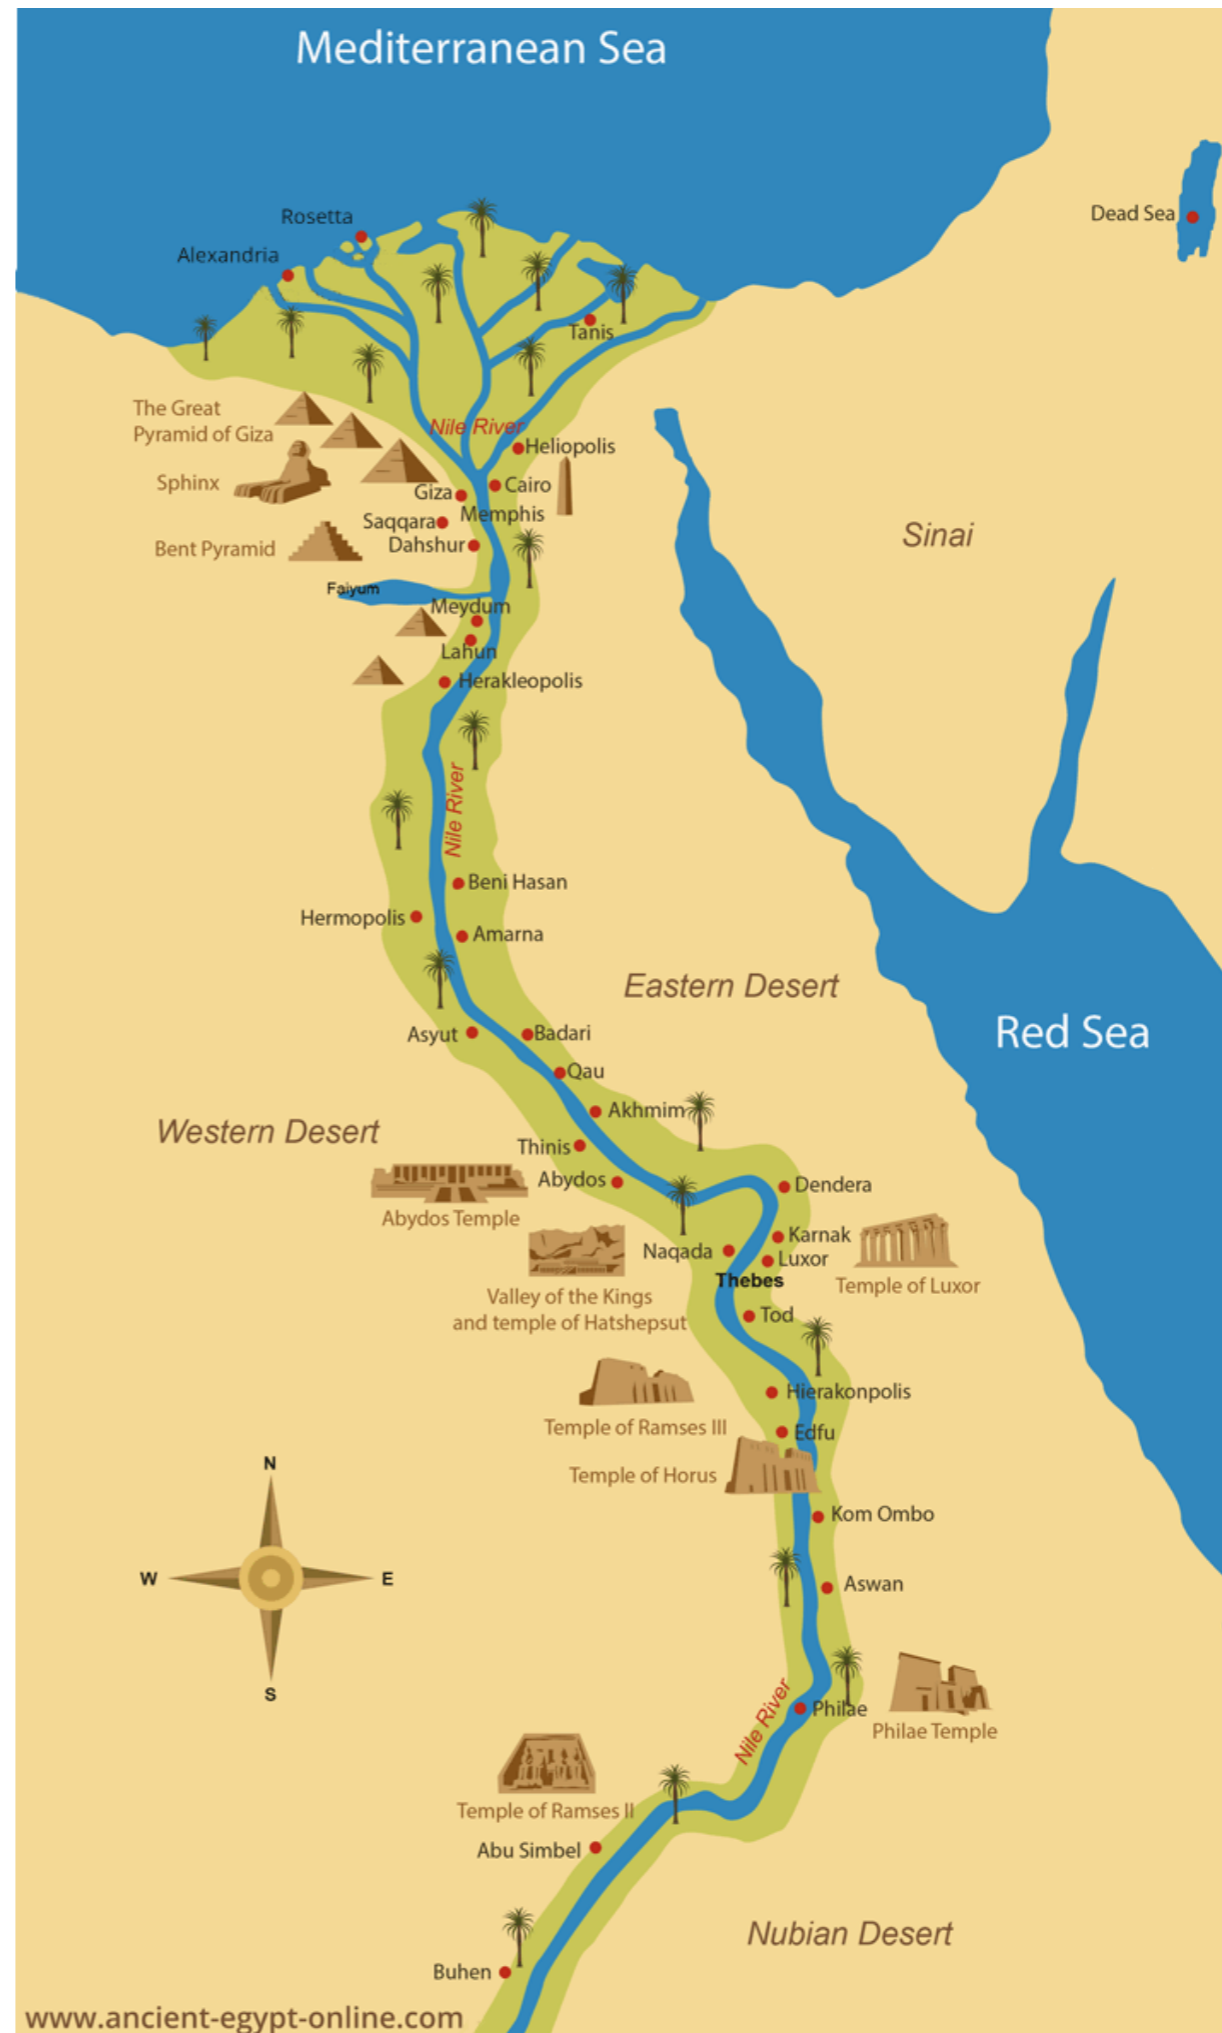 Mediterranean Sea
Dead Sea
Rosetta
Alexandria
Tanis
The Great
Pyramid of Giza
Nile River
Heliopolis
Sphinx
Giza
Cairo
Memphis
Saqqara
Sinai
Bent Pyramid
Dahshur
Faiyum
Meydum
Lahun
Herakleopolis
Nile River
Beni Hasan
Hermopolis
Amarna
Eastern Desert
Red Sea
Asyut
Badari
Qau
Akhmim
Western Desert
Thinis
Abydos
Dendera
Abydos Temple
Karnak
Naqada
Luxor
Thebes
Temple of Luxor
Valley of the Kings
and temple of Hatshepsut
Tod
Hierakonpolis
Temple of Ramses III
Edfu
Temple of Horus
N
W
E
S
Kom Ombo
Aswan
Nile River
Philae
Philae Temple
Temple of Ramses II
Abu Simbel
Nubian Desert
Buhen
www.ancient-egypt-online.com